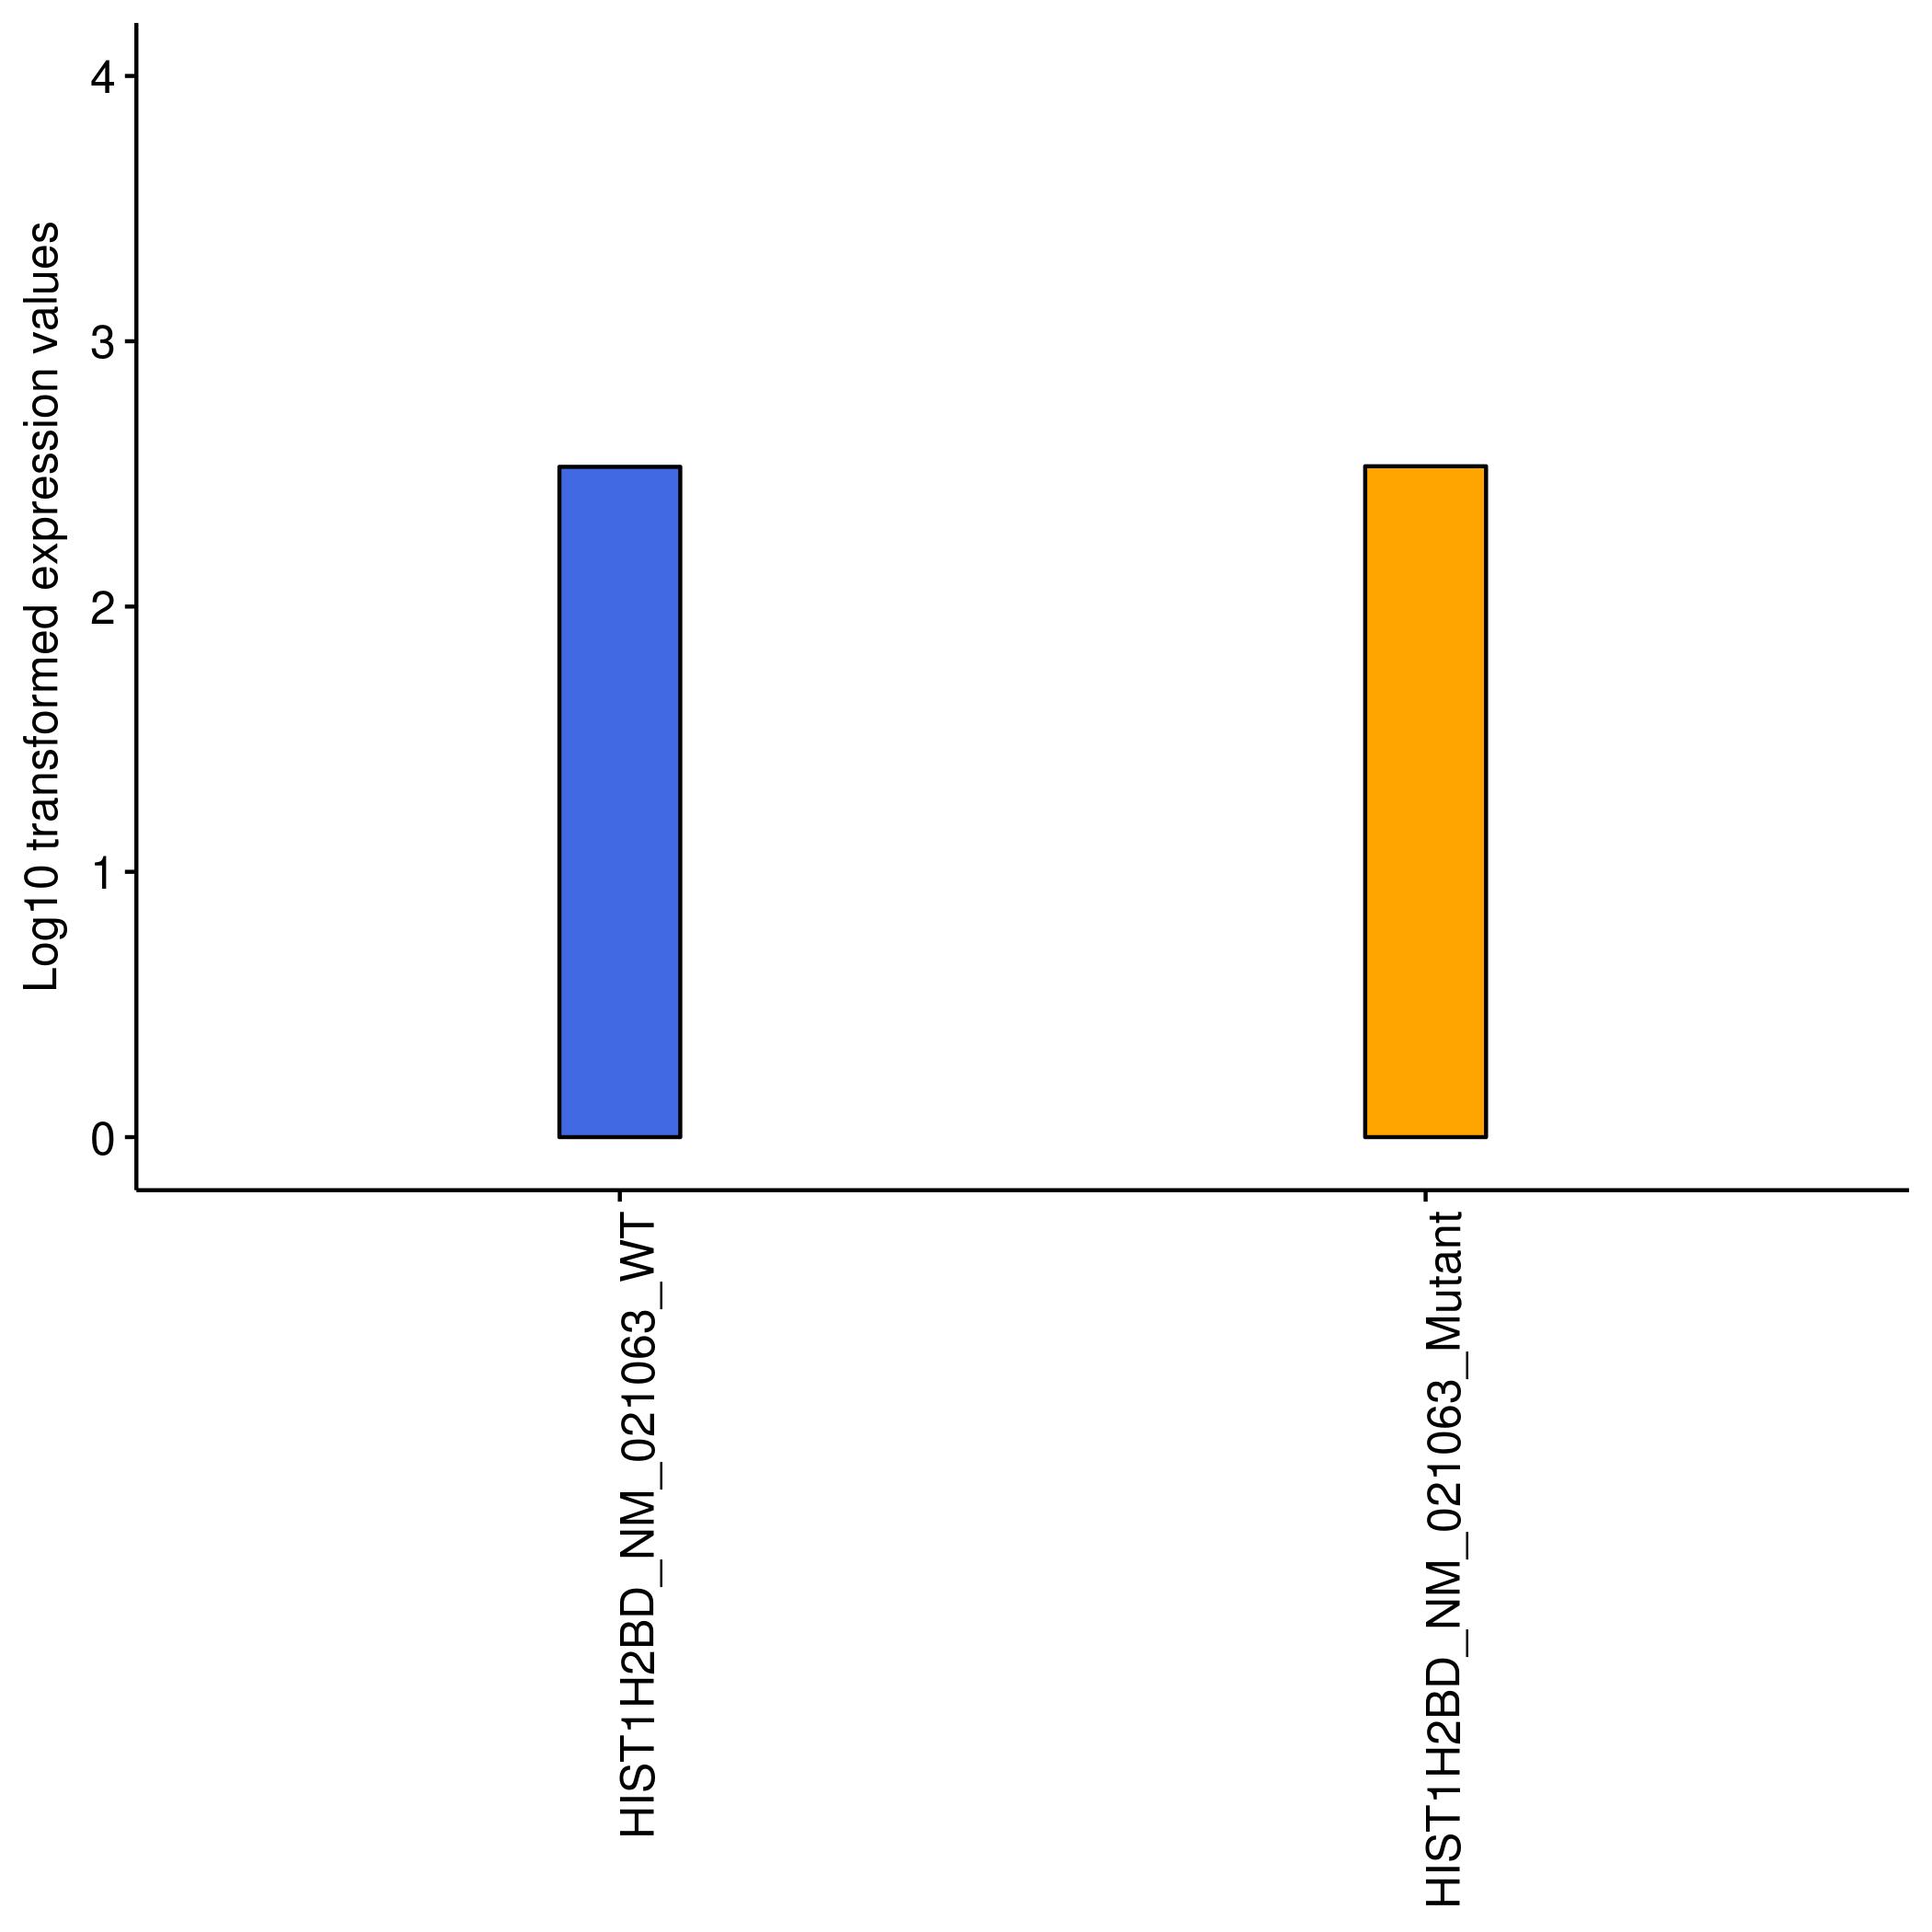 Log10 transformed expression values
4
3
2
1
0
HIST1H2BD_NM_021063_WT
HIST1H2BD_NM_021063_Mutant